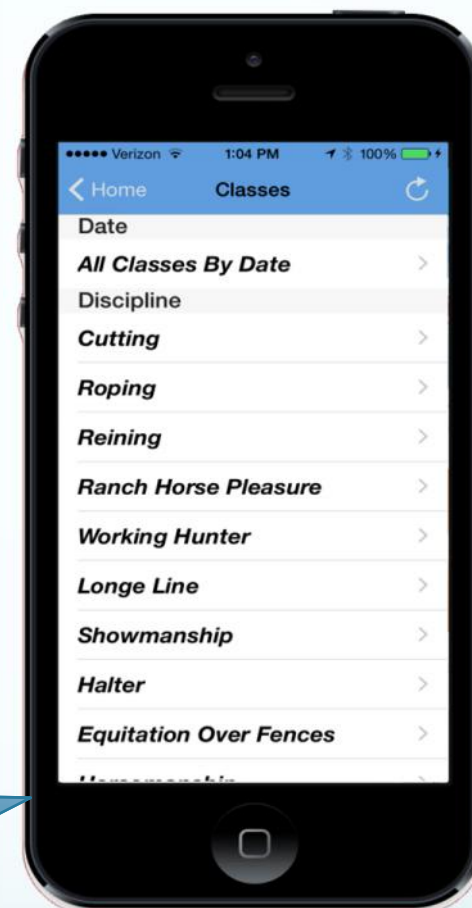 Verizon 1:04 PM 100%
Home Classes
Date
All Classes By Date
Discipline
Cutting
Roping
Reining
Ranch Horse Pleasure
Working Hunter
Longe Line
Showmanship
Halter
Equitation Over Fences